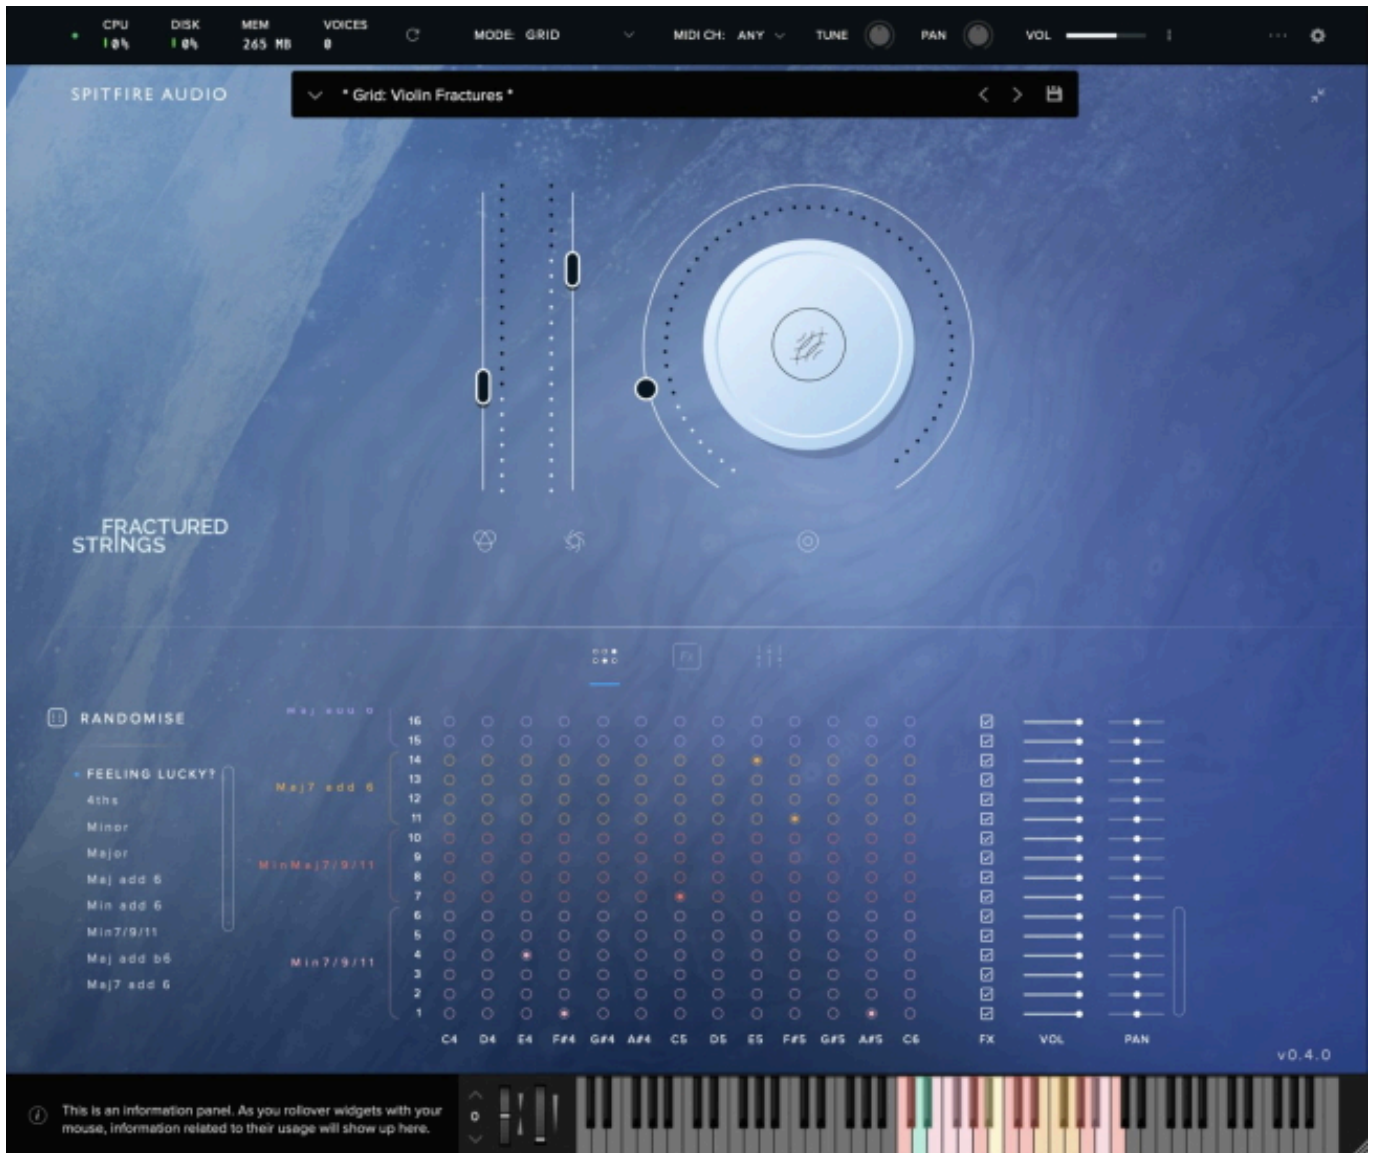 CPU DISK MEM VOICES
0% 0% 265 MB 0
MODE: GRID MIDI CH: ANY TUNE PAN VOL
SPITFIRE AUDIO
* Grid: Violin Fractures *
FRACTURED
STRINGS
Fx
RANDOMISE
FEELING LUCKY?
4ths
Minor
Major
Maj add 6
Min add 6
Min7/9/11
Maj add b6
Maj7 add 6
Maj7 add 6
MinMaj7/9/11
Min7/9/11
16
15
14
13
12
11
10
9
8
7
6
5
4
3
2
1
C4 D4 E4 F#4 G#4 A#4 C5 D5 E5 F#5 G#5 A#5 C6 FX VOL PAN
v0.4.0
This is an information panel. As you rollover widgets with your
mouse, information related to their usage will show up here.
0